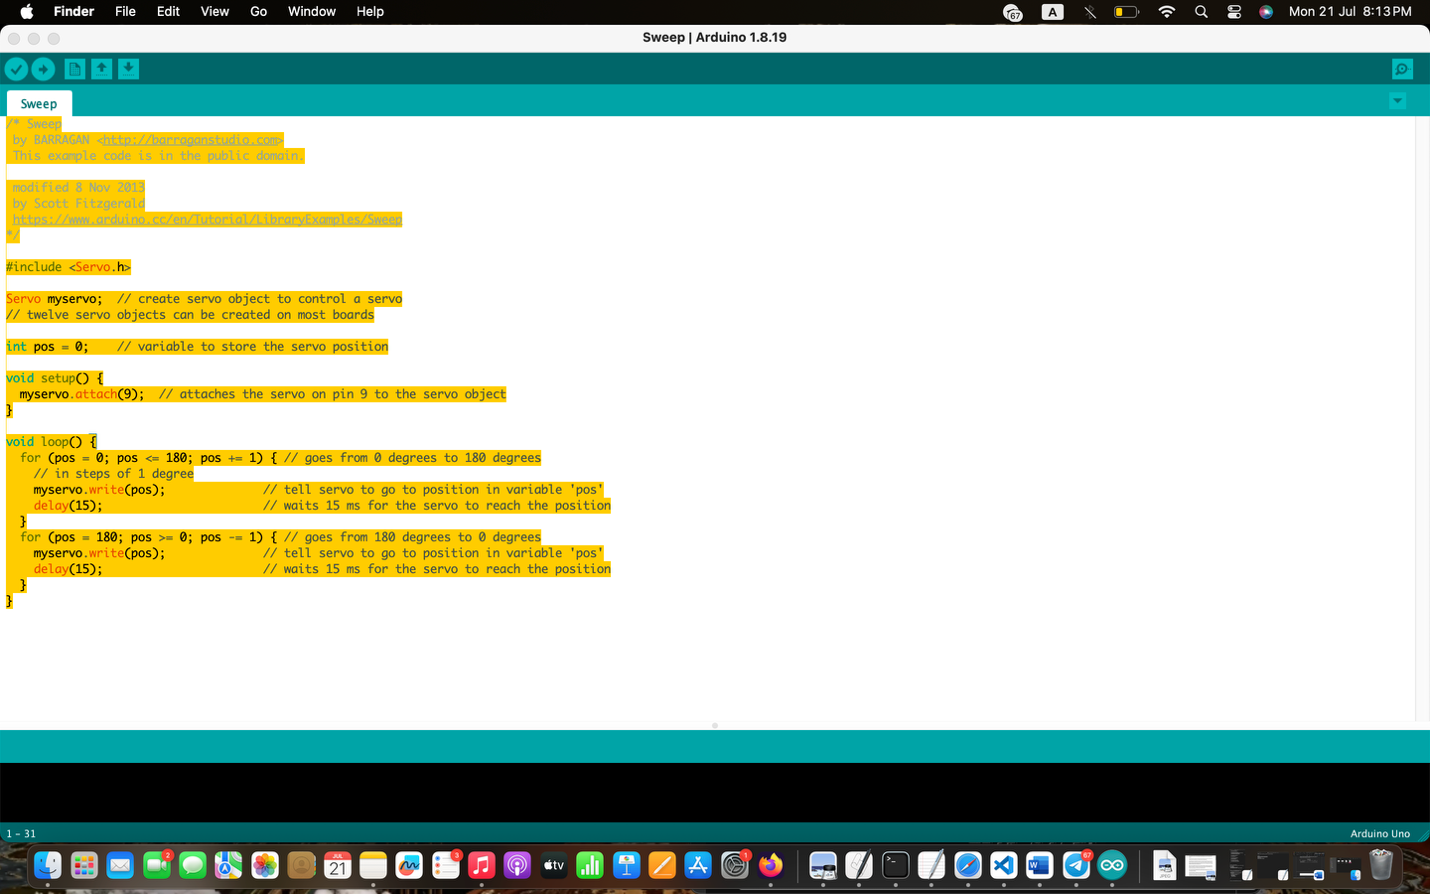 Finder File Edit View Go Window Help
67 A Mon 21 Jul 8:13 PM
Sweep | Arduino 1.8.19
Sweep
/* Sweep
by BARRAGAN <http://barraganstudio.com>
This example code is in the public domain.
modified 8 Nov 2013
by Scott Fitzgerald
https://www.arduino.cc/en/Tutorial/LibraryExamples/Sweep
*/
#include <Servo.h>
Servo myservo;  // create servo object to control a servo
// twelve servo objects can be created on most boards
int pos = 0;    // variable to store the servo position
void setup() {
  myservo.attach(9);  // attaches the servo on pin 9 to the servo object
}
void loop() {
  for (pos = 0; pos <= 180; pos += 1) { // goes from 0 degrees to 180 degrees
    // in steps of 1 degree
    myservo.write(pos);              // tell servo to go to position in variable 'pos'
    delay(15);                       // waits 15 ms for the servo to reach the position
  }
  for (pos = 180; pos >= 0; pos -= 1) { // goes from 180 degrees to 0 degrees
    myservo.write(pos);              // tell servo to go to position in variable 'pos'
    delay(15);                       // waits 15 ms for the servo to reach the position
  }
}
1 - 31
Arduino Uno
2 JUL 21 3 tv 1 67 JPEG